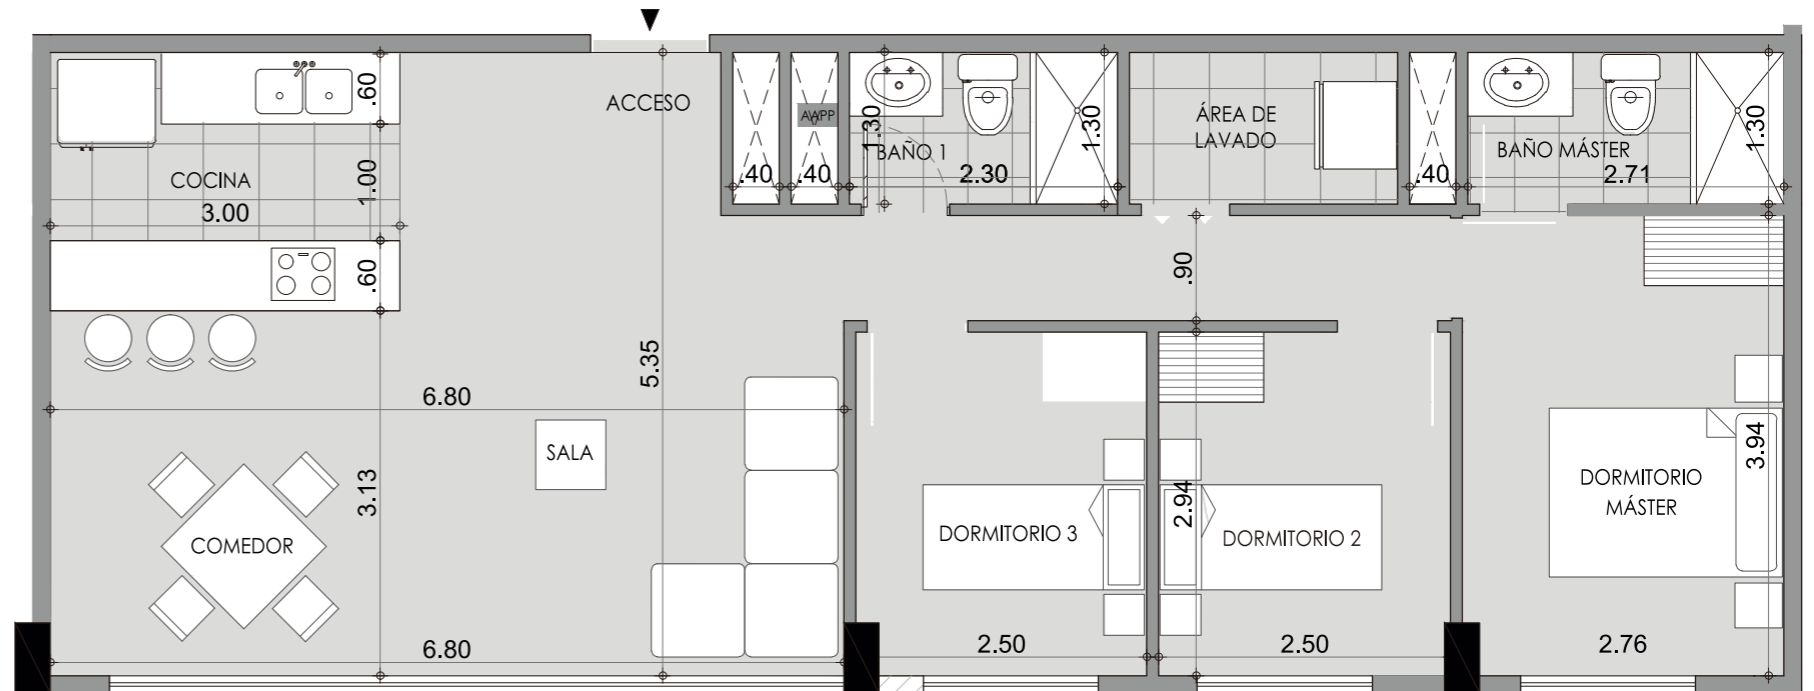 ACCESO
.60
1.00
COCINA
3.00
.60
.40
.40
1.30
BAÑO 1
2.30
1.30
ÁREA DE
LAVADO
.40
BAÑO MÁSTER
2.71
1.30
.90
5.35
6.80
SALA
3.13
COMEDOR
6.80
DORMITORIO 3
2.50
2.94
DORMITORIO 2
2.50
3.94
DORMITORIO
MÁSTER
2.76